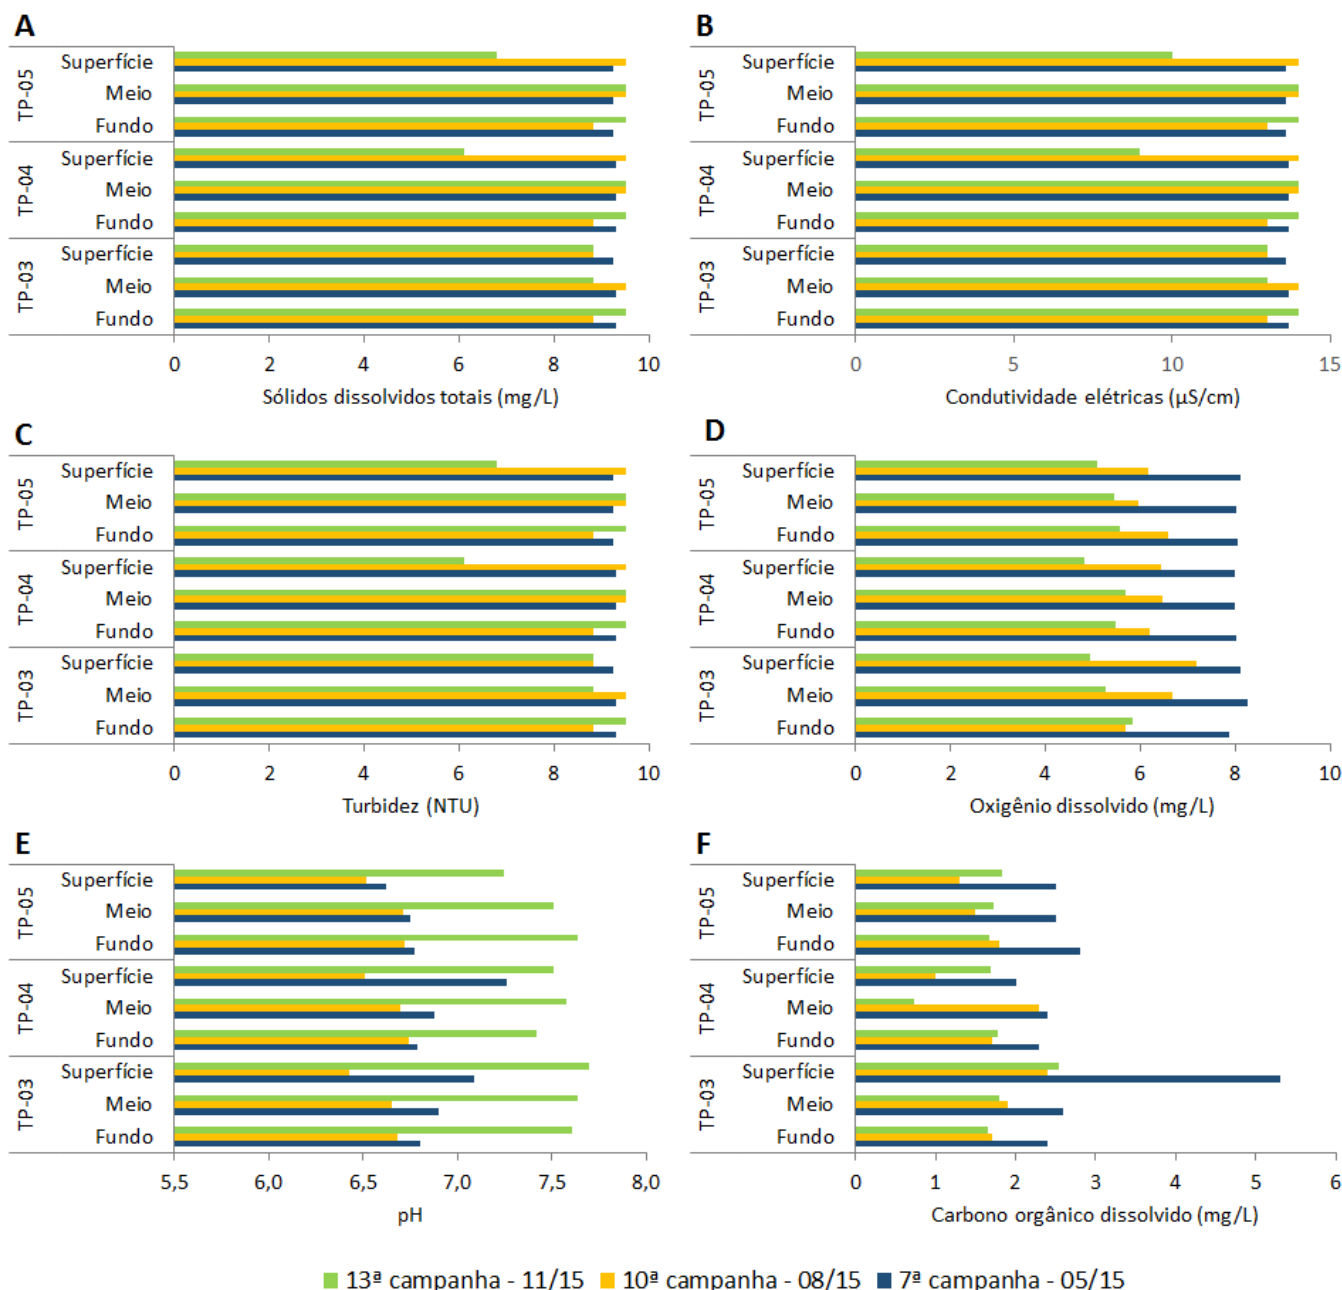 A
TP-05
Superfície
Meio
Fundo
TP-04
Superfície
Meio
Fundo
TP-03
Superfície
Meio
Fundo
0 2 4 6 8 10
Sólidos dissolvidos totais (mg/L)
B
TP-05
Superfície
Meio
Fundo
TP-04
Superfície
Meio
Fundo
TP-03
Superfície
Meio
Fundo
0 5 10 15
Condutividade elétricas (µS/cm)
C
TP-05
Superfície
Meio
Fundo
TP-04
Superfície
Meio
Fundo
TP-03
Superfície
Meio
Fundo
0 2 4 6 8 10
Turbidez (NTU)
D
TP-05
Superfície
Meio
Fundo
TP-04
Superfície
Meio
Fundo
TP-03
Superfície
Meio
Fundo
0 2 4 6 8 10
Oxigênio dissolvido (mg/L)
E
TP-05
Superfície
Meio
Fundo
TP-04
Superfície
Meio
Fundo
TP-03
Superfície
Meio
Fundo
5,5 6,0 6,5 7,0 7,5 8,0
pH
F
TP-05
Superfície
Meio
Fundo
TP-04
Superfície
Meio
Fundo
TP-03
Superfície
Meio
Fundo
0 1 2 3 4 5 6
Carbono orgânico dissolvido (mg/L)
13ª campanha - 11/15 10ª campanha - 08/15 7ª campanha - 05/15